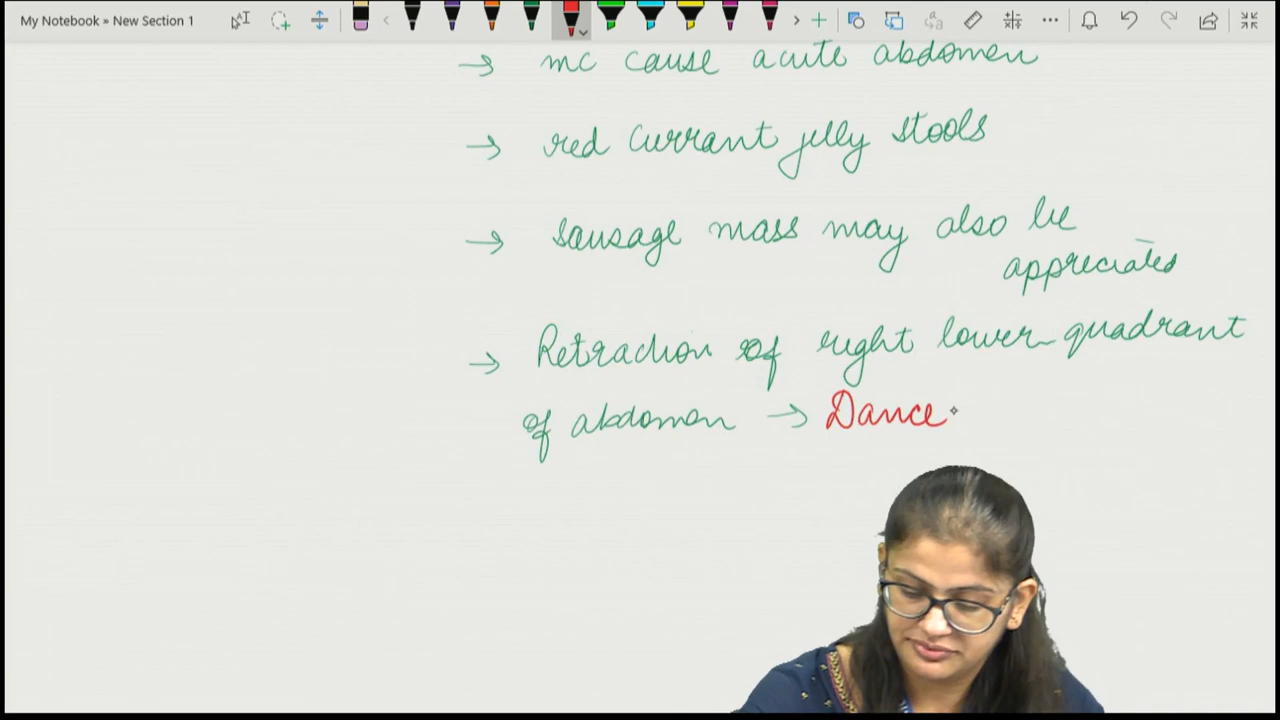 My Notebook » New Section 1
→ mc cause acute abdomen
→ red currant jelly stools
→ sausage mass may also be
appreciated
→ Retraction of right lower quadrant
of abdomen → Dance